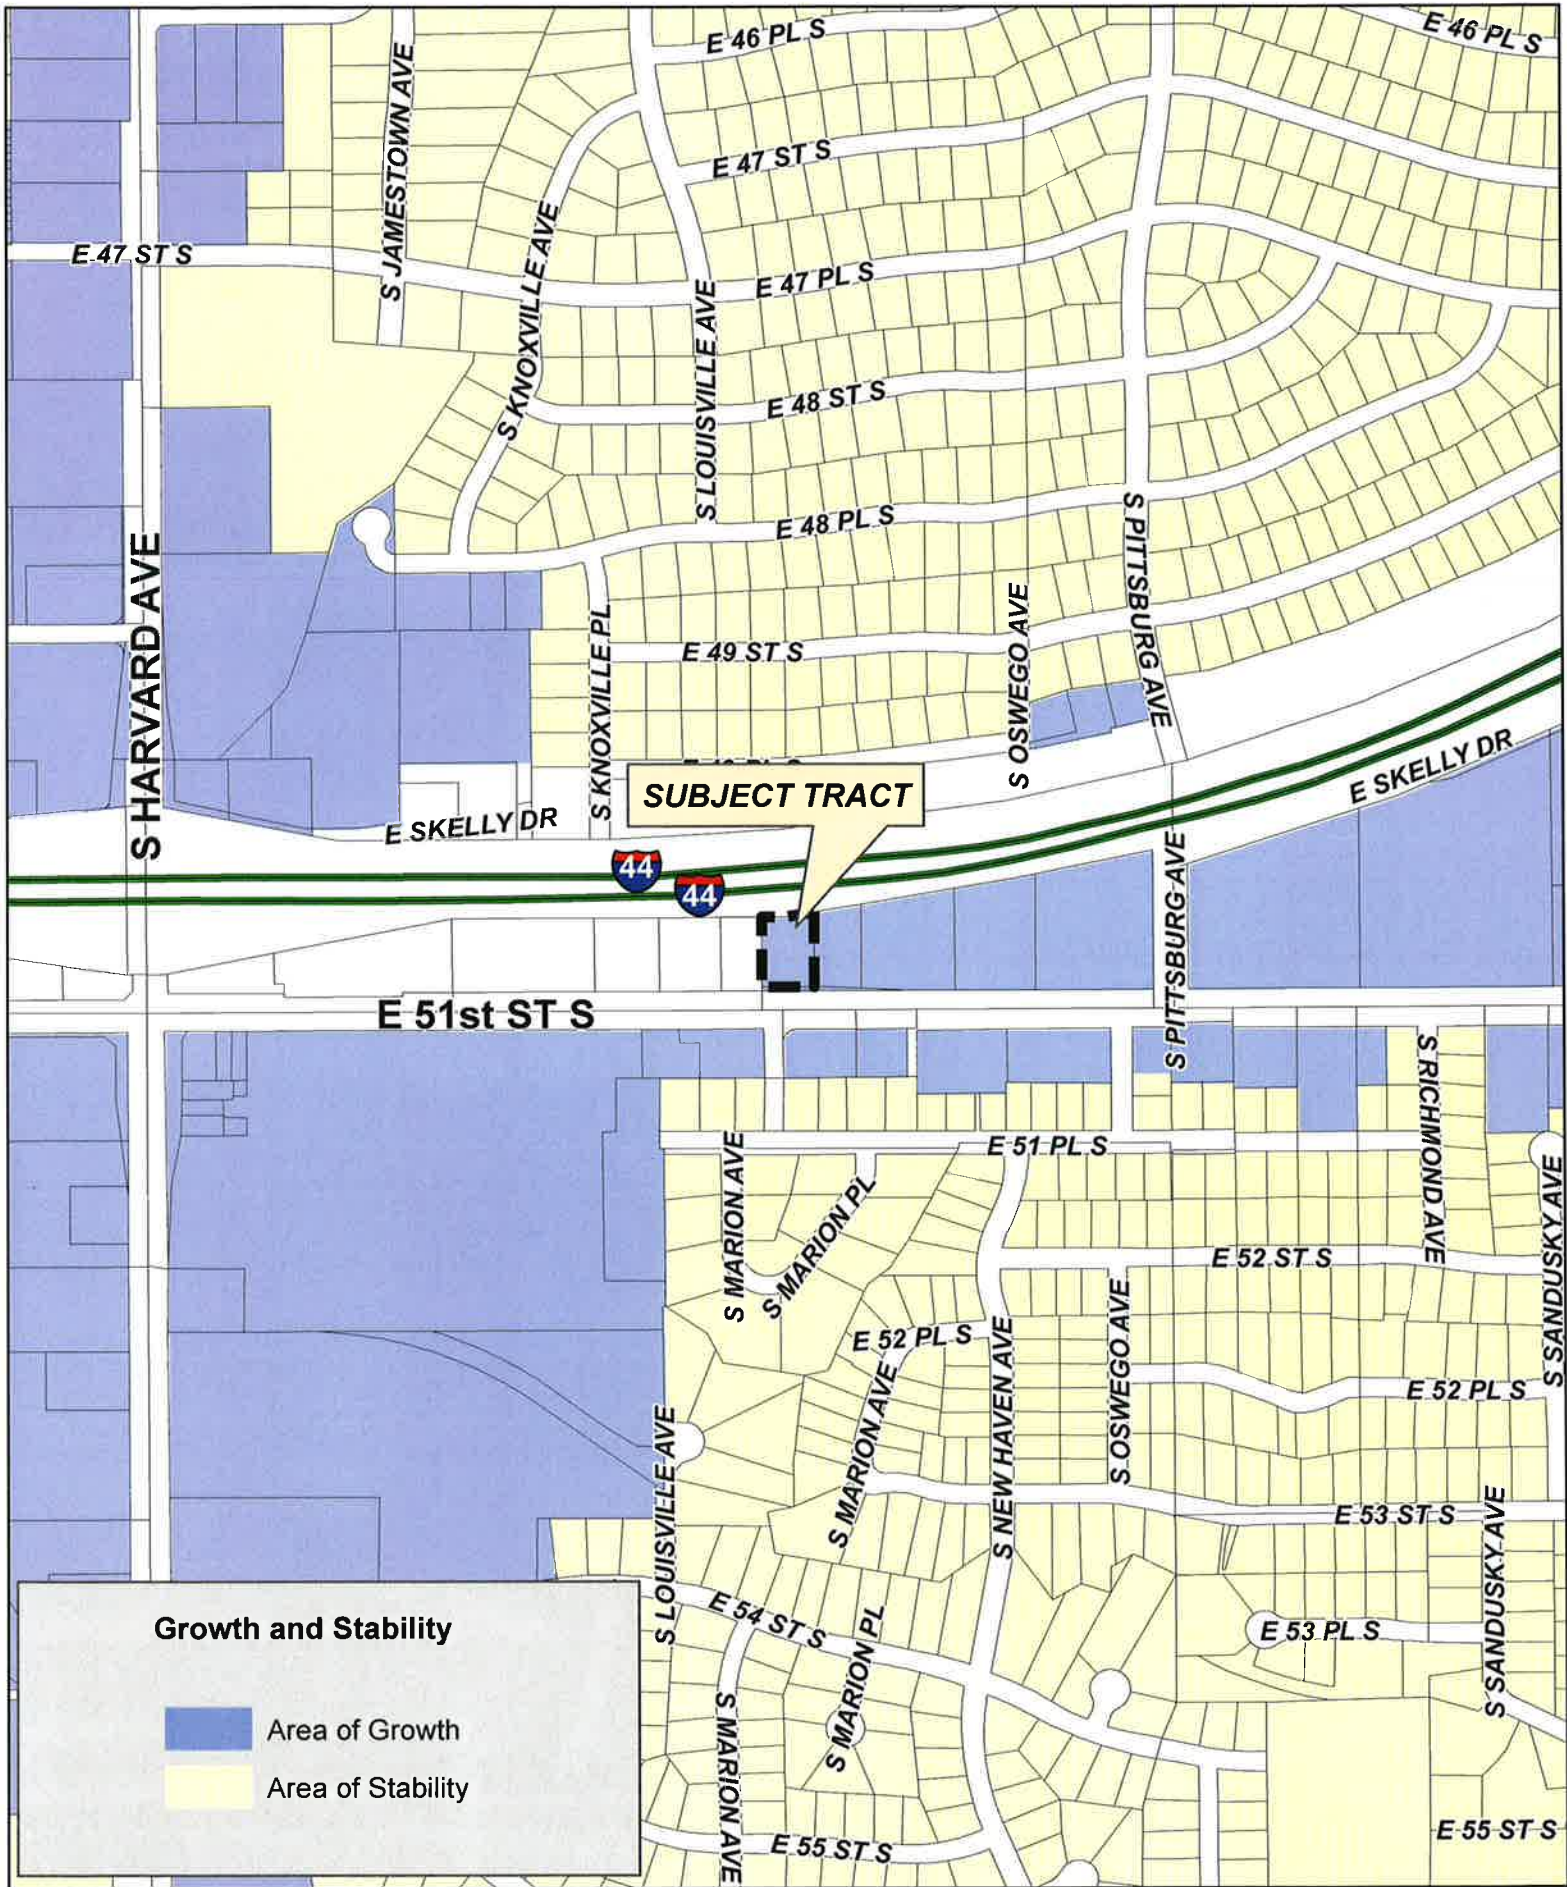 E 46 PL S
E 46 PL S
S JAMESTOWN AVE
E 47 ST S
E 47 ST S
S KNOXVILLE AVE
E 47 PL S
S LOUISVILLE AVE
E 48 ST S
E 48 PL S
S PITTSBURG AVE
S HARVARD AVE
S OSWEGO AVE
S KNOXVILLE PL
E 49 ST S
E SKELLY DR
SUBJECT TRACT
E SKELLY DR
44
44
S PITTSBURG AVE
E 51st ST S
S RICHMOND AVE
E 51 PL S
S MARION AVE
S MARION PL
S SANDUSKY AVE
E 52 ST S
S OSWEGO AVE
E 52 PL S
S NEW HAVEN AVE
S MARION AVE
E 52 PL S
S LOUISVILLE AVE
E 53 ST S
S SANDUSKY AVE
E 54 ST S
S MARION PL
E 53 PL S
S MARION AVE
E 55 ST S
E 55 ST S
Growth and Stability
Area of Growth
Area of Stability